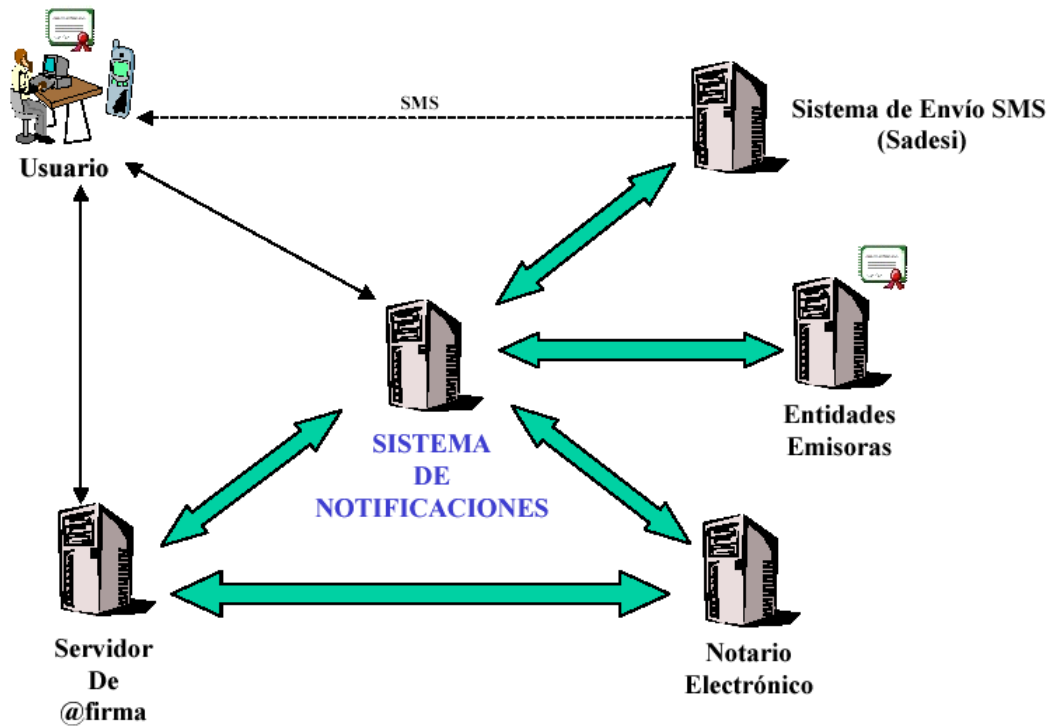 SMS
Sistema de Envío SMS
(Sadesi)
Usuario
Entidades
Emisoras
SISTEMA
DE
NOTIFICACIONES
Servidor
De
@firma
Notario
Electrónico